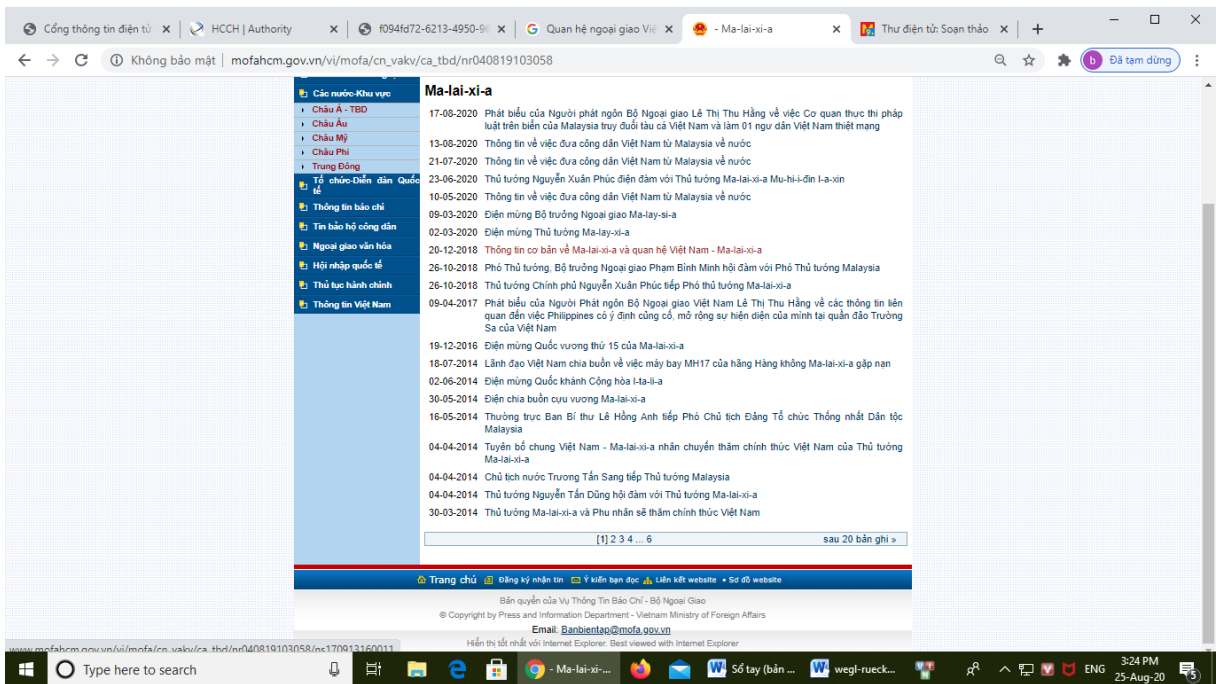 Cổng thông tin điện tử
HCCH | Authority
f094fd72-6213-4950-9
Quan hệ ngoại giao Việ
- Ma-lai-xi-a
Thư điện tử: Soạn thảo
Không bảo mật | mofahcm.gov.vn/vi/mofa/cn_vakv/ca_tbd/nr040819103058
b Đã tạm dừng
Các nước-Khu vực
Châu Á - TBD
Châu Âu
Châu Mỹ
Châu Phi
Trung Đông
Tổ chức-Diễn đàn Quốc
tế
Thông tin báo chí
Tin bảo hộ công dân
Ngoại giao văn hóa
Hội nhập quốc tế
Thủ tục hành chính
Thông tin Việt Nam
Ma-lai-xi-a
17-08-2020 Phát biểu của Người phát ngôn Bộ Ngoại giao Lê Thị Thu Hằng về việc Cơ quan thực thi pháp
luật trên biển của Malaysia truy đuổi tàu cá Việt Nam và làm 01 ngư dân Việt Nam thiệt mạng
13-08-2020 Thông tin về việc đưa công dân Việt Nam từ Malaysia về nước
21-07-2020 Thông tin về việc đưa công dân Việt Nam từ Malaysia về nước
23-06-2020 Thủ tướng Nguyễn Xuân Phúc điện đàm với Thủ tướng Ma-lai-xi-a Mu-hi-i-đin I-a-xin
10-05-2020 Thông tin về việc đưa công dân Việt Nam từ Malaysia về nước
09-03-2020 Điện mừng Bộ trưởng Ngoại giao Ma-lay-si-a
02-03-2020 Điện mừng Thủ tướng Ma-lay-xi-a
20-12-2018 Thông tin cơ bản về Ma-lai-xi-a và quan hệ Việt Nam - Ma-lai-xi-a
26-10-2018 Phó Thủ tướng, Bộ trưởng Ngoại giao Phạm Bình Minh hội đàm với Phó Thủ tướng Malaysia
26-10-2018 Thủ tướng Chính phủ Nguyễn Xuân Phúc tiếp Phó thủ tướng Ma-lai-xi-a
09-04-2017 Phát biểu của Người Phát ngôn Bộ Ngoại giao Việt Nam Lê Thị Thu Hằng về các thông tin liên
quan đến việc Philippines có ý định củng cố, mở rộng sự hiện diện của mình tại quần đảo Trường
Sa của Việt Nam
19-12-2016 Điện mừng Quốc vương thứ 15 của Ma-lai-xi-a
18-07-2014 Lãnh đạo Việt Nam chia buồn về việc máy bay MH17 của hãng Hàng không Ma-lai-xi-a gặp nạn
02-06-2014 Điện mừng Quốc khánh Cộng hòa I-ta-li-a
30-05-2014 Điện chia buồn cựu vương Ma-lai-xi-a
16-05-2014 Thường trực Ban Bí thư Lê Hồng Anh tiếp Phó Chủ tịch Đảng Tổ chức Thống nhất Dân tộc
Malaysia
04-04-2014 Tuyên bố chung Việt Nam - Ma-lai-xi-a nhân chuyến thăm chính thức Việt Nam của Thủ tướng
Ma-lai-xi-a
04-04-2014 Chủ tịch nước Trương Tấn Sang tiếp Thủ tướng Malaysia
04-04-2014 Thủ tướng Nguyễn Tấn Dũng hội đàm với Thủ tướng Ma-lai-xi-a
30-03-2014 Thủ tướng Ma-lai-xi-a và Phu nhân sẽ thăm chính thức Việt Nam
[1] 2 3 4 ... 6 sau 20 bản ghi »
Trang chủ Đăng ký nhận tin Ý kiến bạn đọc Liên kết website • Sơ đồ website
Bản quyền của Vụ Thông Tin Báo Chí - Bộ Ngoại Giao
© Copyright by Press and Information Department - Vietnam Ministry of Foreign Affairs
Email: Banbientap@mofa.gov.vn
Hiển thị tốt nhất với Internet Explorer. Best viewed with Internet Explorer
www.mofahcm.gov.vn/vi/mofa/cn_vakv/ca_tbd/nr040819103058/ns170913160011
Type here to search
- Ma-lai-xi-...
Sổ tay (bản ...
wegl-rueck...
ENG
3:24 PM
25-Aug-20
5